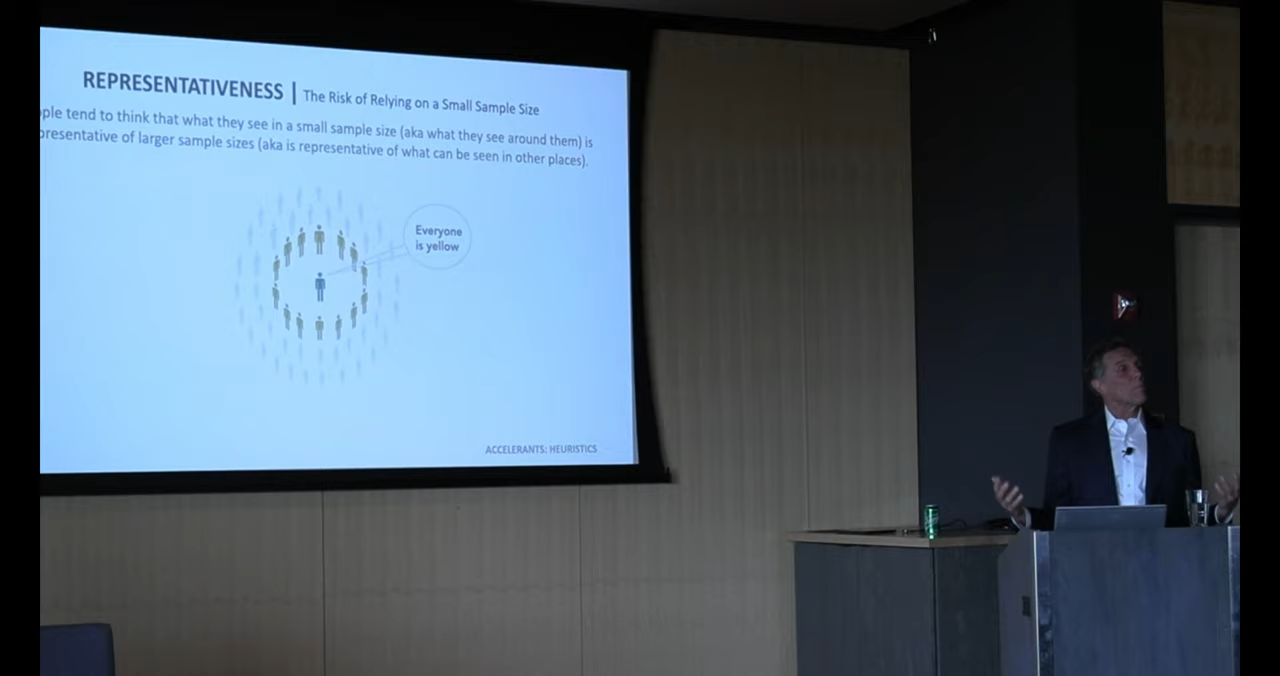 REPRESENTATIVENESS | The Risk of Relying on a Small Sample Size
tend to think that what they see in a small sample size (aka what they see around them) is
of larger sample sizes (aka is representative of what can be seen in other places).
Everyone
is yellow
ACCELERANTS: HEURISTICS